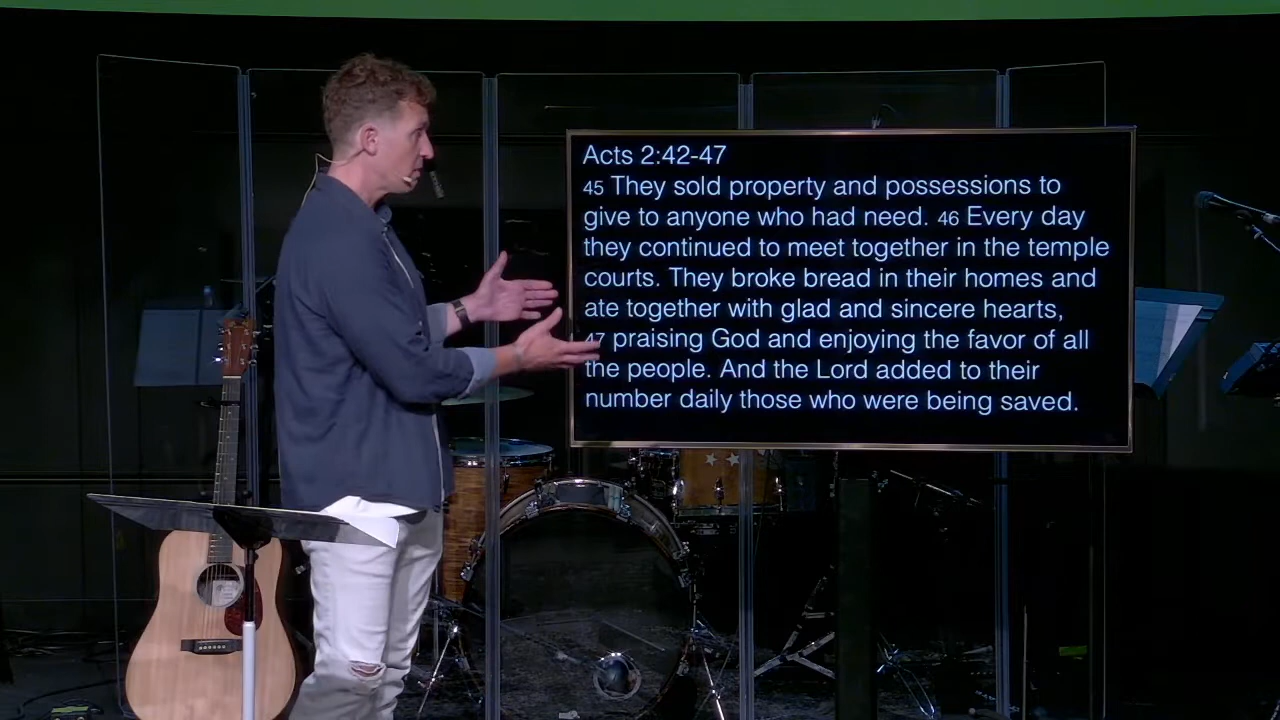 Acts 2:42-47
45 They sold property and possessions to
give to anyone who had need. 46 Every day
they continued to meet together in the temple
courts. They broke bread in their homes and
ate together with glad and sincere hearts,
47 praising God and enjoying the favor of all
the people. And the Lord added to their
number daily those who were being saved.